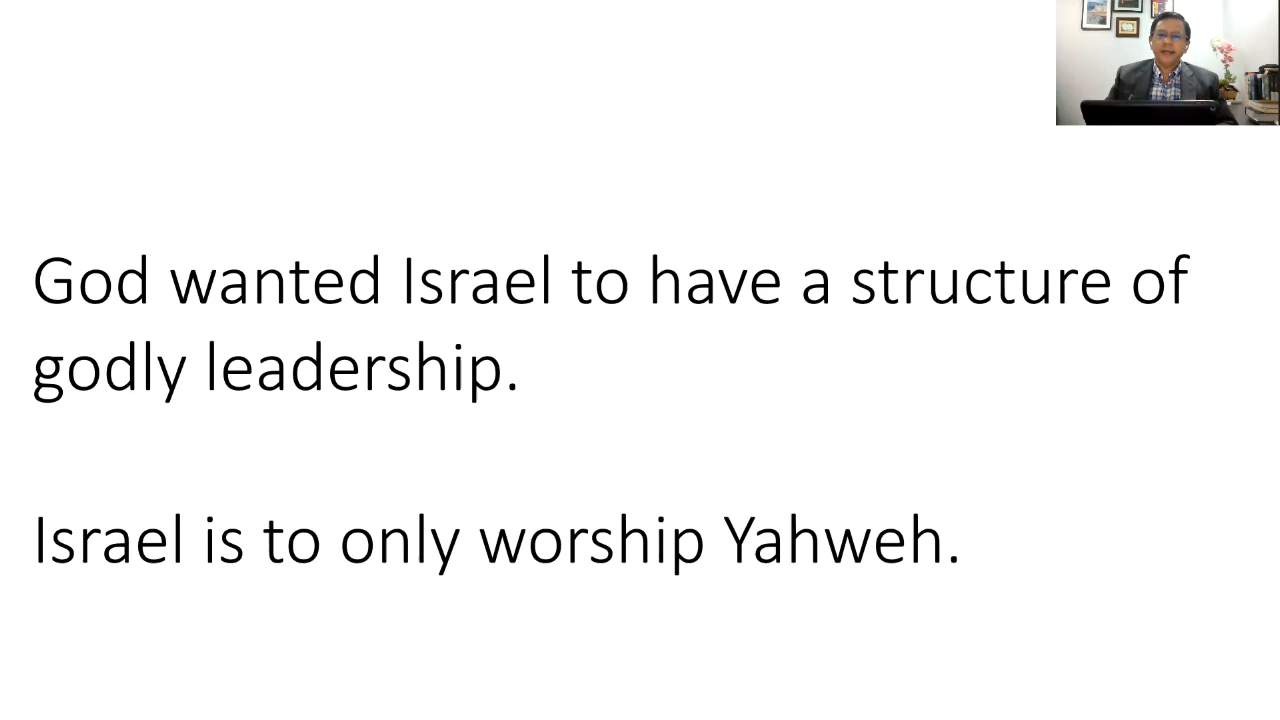 God wanted Israel to have a structure of
godly leadership.
Israel is to only worship Yahweh.